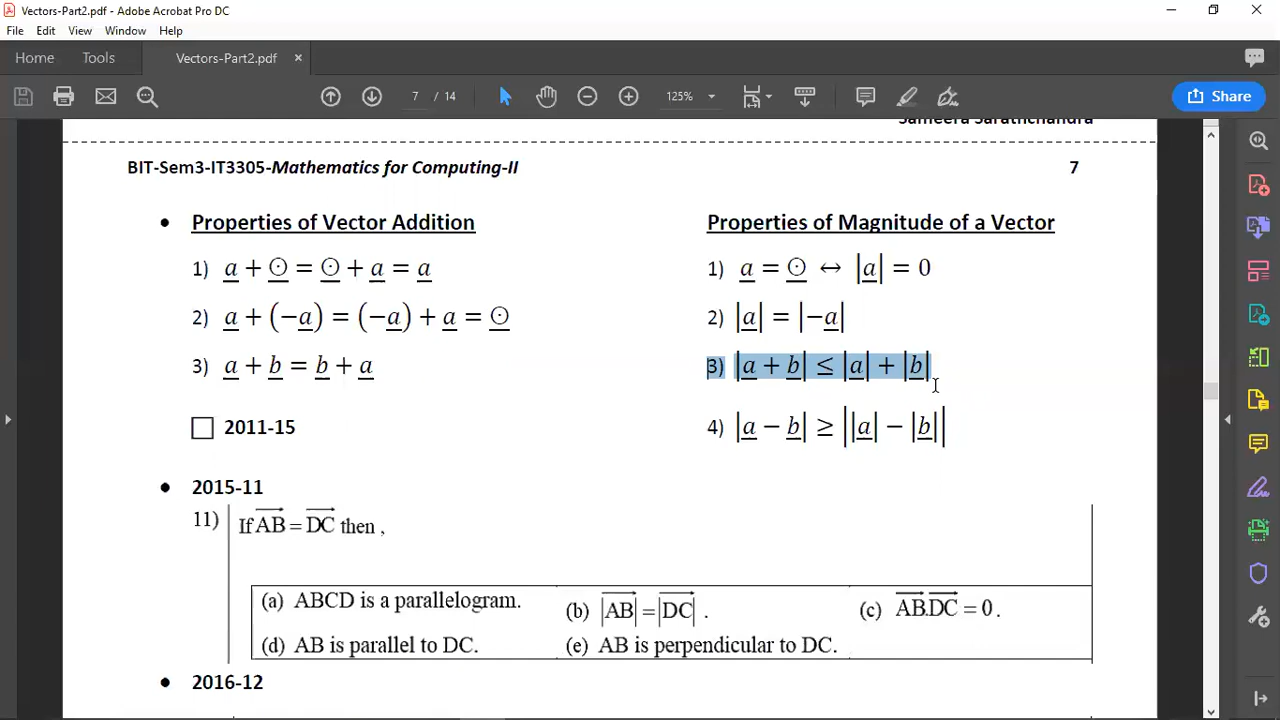 Vectors-Part2.pdf - Adobe Acrobat Pro DC
File Edit View Window Help
Home Tools Vectors-Part2.pdf ×
7 / 14 125% Share
Sameera Sarathchandra
BIT-Sem3-IT3305-Mathematics for Computing-II 7
• Properties of Vector Addition
1) a + ⊙ = ⊙ + a = a
2) a + (−a) = (−a) + a = ⊙
3) a + b = b + a
☐ 2011-15
Properties of Magnitude of a Vector
1) a = ⊙ ↔ |a| = 0
2) |a| = |−a|
3) |a + b| ≤ |a| + |b|
4) |a − b| ≥ ||a| − |b||
• 2015-11
11) If AB⃗ = DC⃗ then ,
(a) ABCD is a parallelogram. (b) |AB⃗| = |DC⃗| . (c) AB⃗.DC⃗ = 0 .
(d) AB is parallel to DC. (e) AB is perpendicular to DC.
• 2016-12